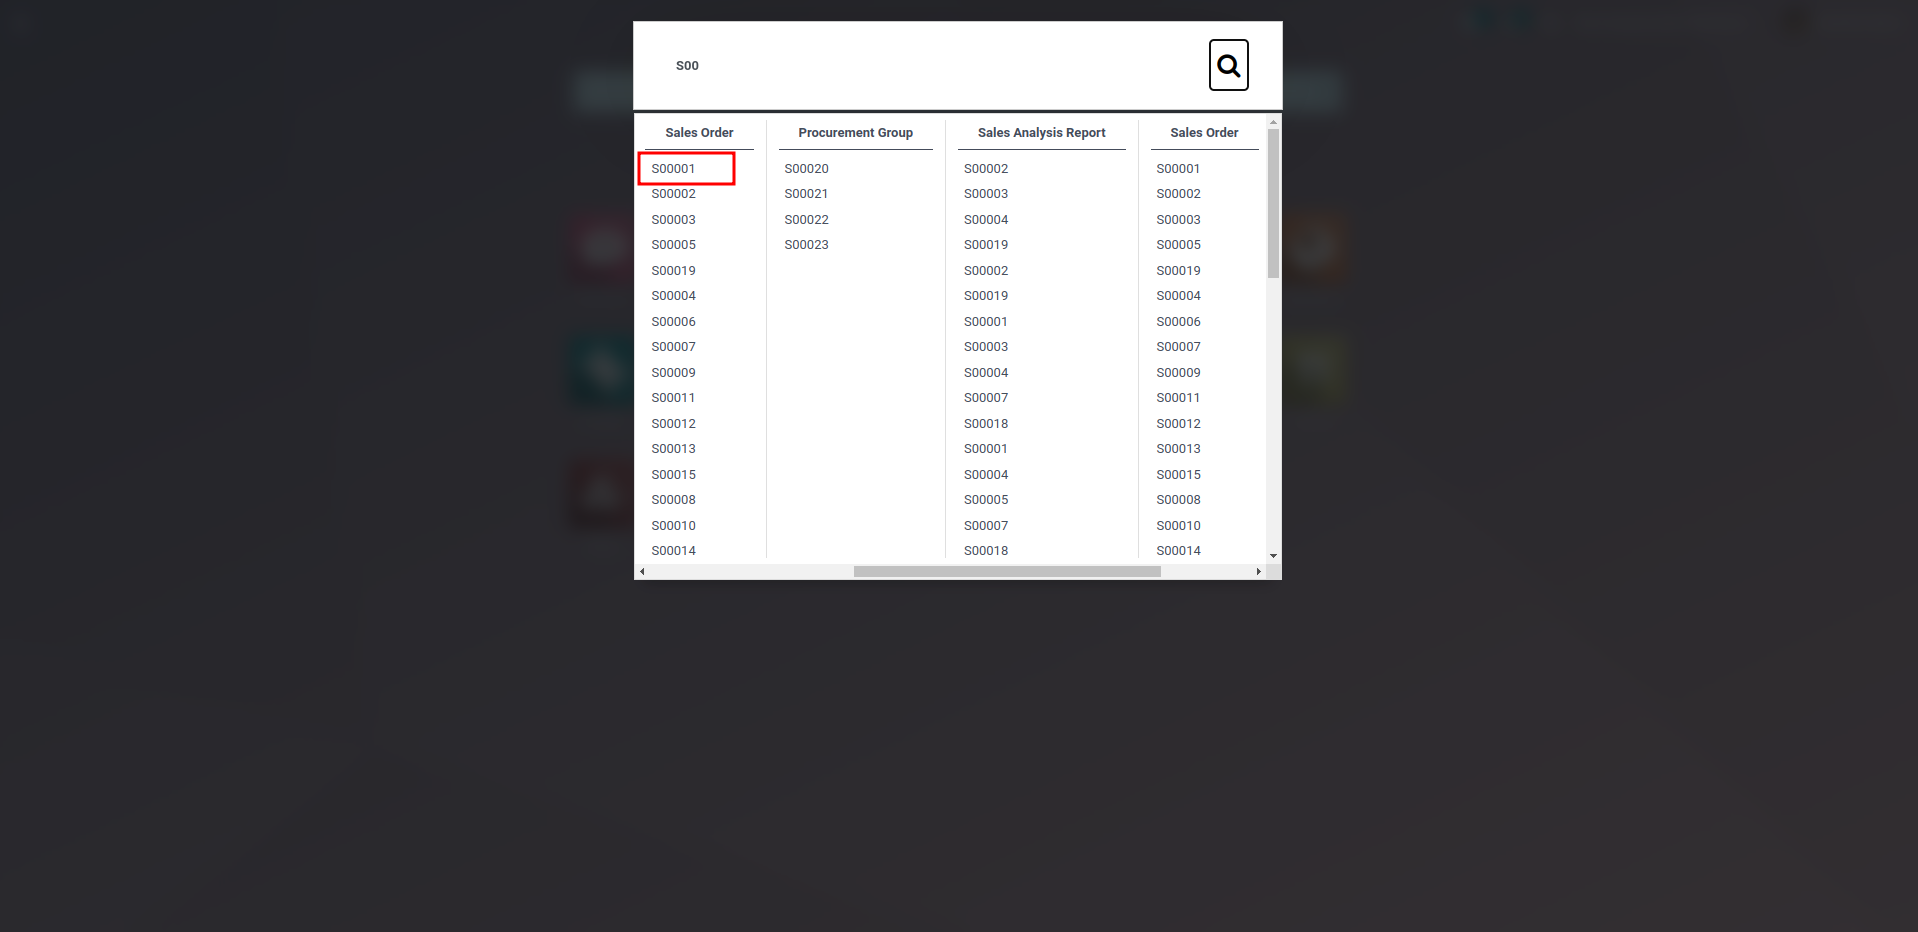 S00
Sales Order Procurement Group Sales Analysis Report Sales Order
S00001 S00020 S00002 S00001
S00002 S00021 S00003 S00002
S00003 S00022 S00004 S00003
S00005 S00023 S00019 S00005
S00019 S00002 S00019
S00004 S00019 S00004
S00006 S00001 S00006
S00007 S00003 S00007
S00009 S00004 S00009
S00011 S00007 S00011
S00012 S00018 S00012
S00013 S00001 S00013
S00015 S00004 S00015
S00008 S00005 S00008
S00010 S00007 S00010
S00014 S00018 S00014